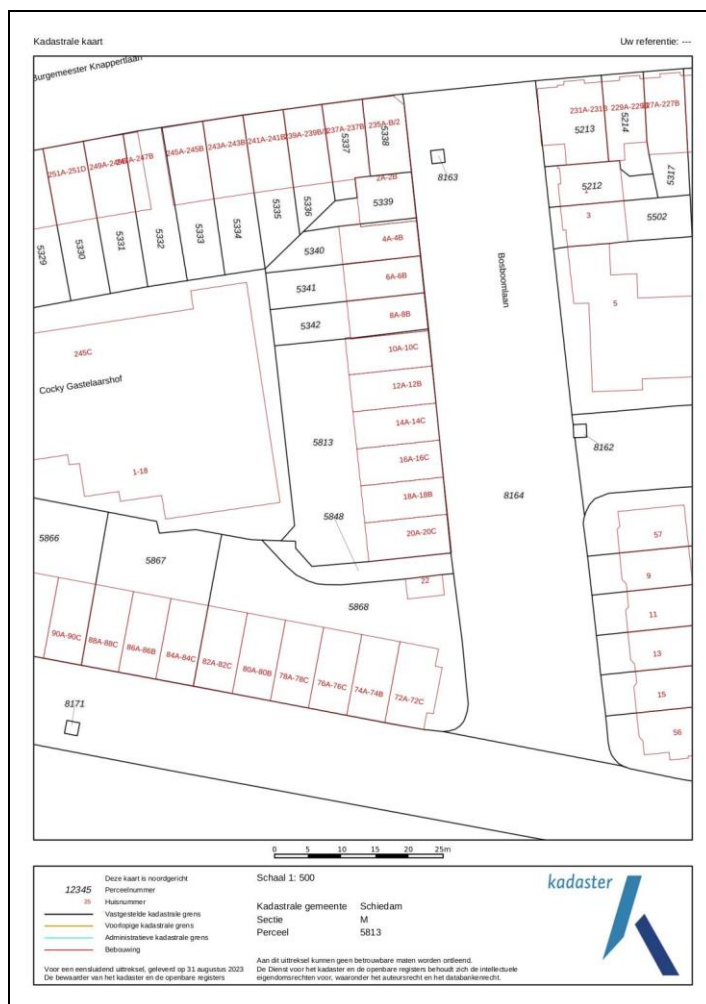 Kadastrale kaart
Uw referentie: ---
Burgemeester Knappenlaan
231A-231B
229A-229B
227A-227B
5213
5214
5317
251A-251D
245A-245B
243A-243B
241A-241B
237A-237B
235A-B/2
5337
5338
8163
2A-2B
5339
5212
3
5502
5329
5330
5331
5332
5333
5334
5335
5336
5340
4A-4B
5341
6A-6B
5342
8A-8B
Bosboomlaan
5
245C
Cocky Gastelaarshof
10A-10C
12A-12B
5813
14A-14C
8162
1-18
16A-16C
18A-18B
8164
5848
20A-20C
57
5866
5867
5868
22
9
11
13
15
56
90A-90C
88A-88C
86A-86B
84A-84C
82A-82C
80A-80B
78A-78C
76A-76C
74A-74B
72A-72C
8171
0 5 10 15 20 25m
Deze kaart is noordgericht
12345 Perceelnummer
25 Huisnummer
Vastgestelde kadastrale grens
Voorlopige kadastrale grens
Administratieve kadastrale grens
Bebouwing
Voor een eensluidend uittreksel, geleverd op 31 augustus 2023
De bewaarder van het kadaster en de openbare registers
Schaal 1: 500
Kadastrale gemeente Schiedam
Sectie M
Perceel 5813
Aan dit uittreksel kunnen geen betrouwbare maten worden ontleend.
De Dienst voor het kadaster en de openbare registers behoudt zich de intellectuele
eigendomsrechten voor, waaronder het auteursrecht en het databankenrecht.
kadaster